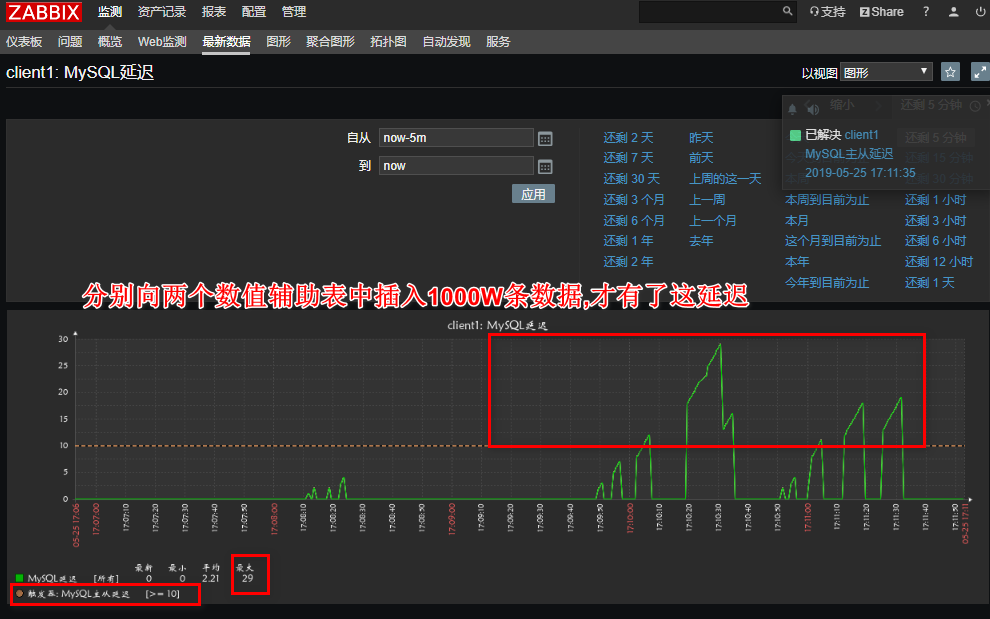 ZABBIX 监测 资产记录 报表 配置 管理 支持 Z Share ?
仪表板 问题 概览 Web监测 最新数据 图形 聚合图形 拓扑图 自动发现 服务
client1: MySQL延迟 以视图 图形
缩小 还剩 5 分钟
自从 now-5m
到 now
应用
还剩 2 天 昨天
还剩 7 天 前天
还剩 30 天 上周的这一天
还剩 3 个月 上一周 本周到目前为止 还剩 1 小时
还剩 6 个月 上一个月 本月 还剩 3 小时
还剩 1 年 去年 这个月到目前为止 还剩 6 小时
还剩 2 年 本年 还剩 12 小时
今年到目前为止 还剩 1 天
已解决 client1 还剩 5 分钟
MySQL主从延迟 还剩 15 分钟
2019-05-25 17:11:35 还剩 30 分钟
分别向两个数值辅助表中插入1000W条数据,才有了这延迟
client1: MySQL延迟
30
25
20
15
10
5
0
05-25 17:06 17:07:00 17:07:10 17:07:20 17:07:30 17:07:40 17:07:50 17:08:00 17:08:10 17:08:20 17:08:30 17:08:40 17:08:50 17:09:00 17:09:10 17:09:20 17:09:30 17:09:40 17:09:50 17:10:00 17:10:10 17:10:20 17:10:30 17:10:40 17:10:50 17:11:00 17:11:10 17:11:20 17:11:30 17:11:40 17:11:50 05-25 17:11
最新 最小 平均 最大
MySQL延迟 [所有] 0 0 2.21 29
触发器: MySQL主从延迟 [>= 10]